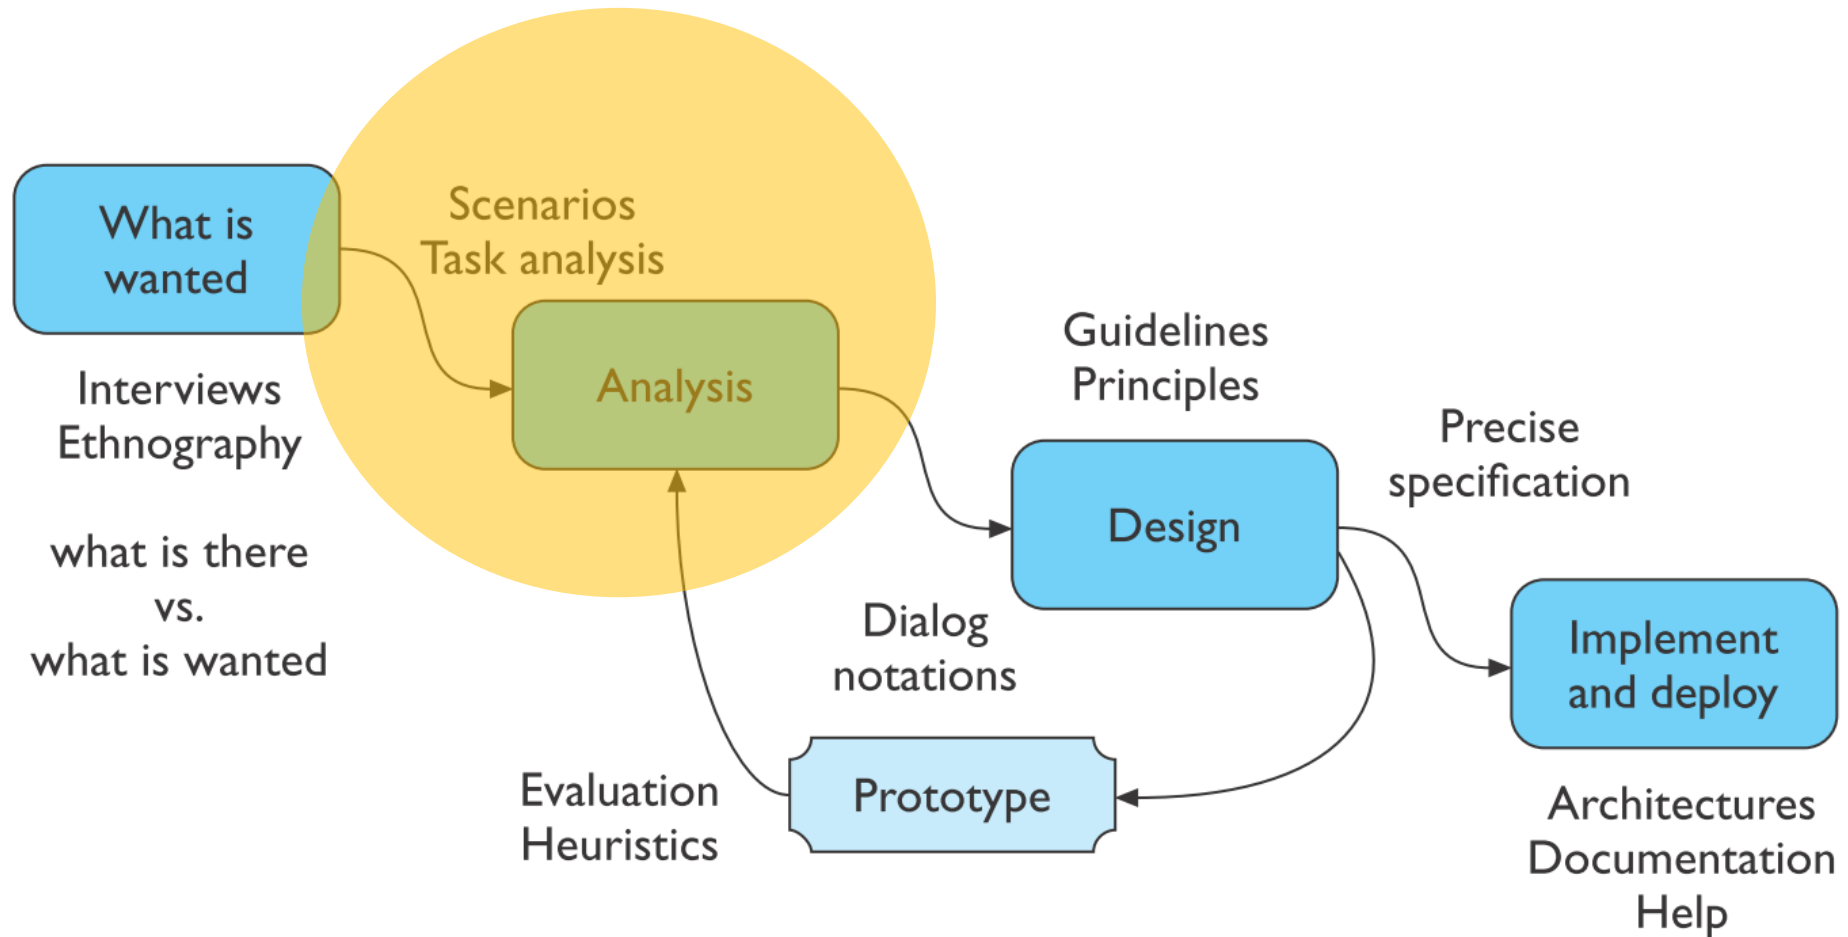 What is
wanted
Interviews
Ethnography
what is there
vs.
what is wanted
Scenarios
Task analysis
Analysis
Guidelines
Principles
Design
Precise
specification
Implement
and deploy
Architectures
Documentation
Help
Dialog
notations
Prototype
Evaluation
Heuristics